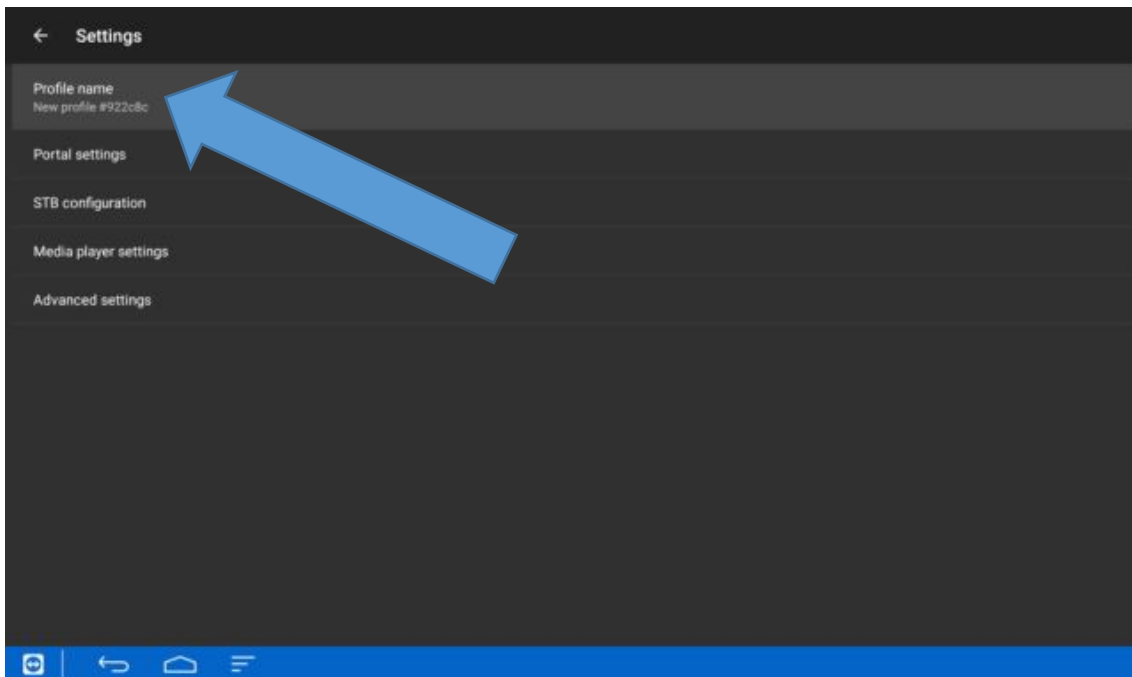 Settings
Profile name
New profile #922c8c
Portal settings
STB configuration
Media player settings
Advanced settings